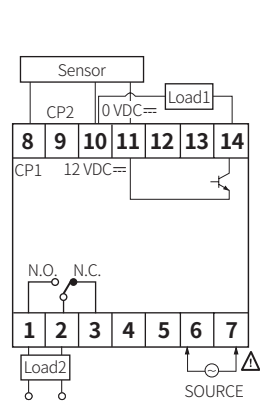 Sensor
CP2 0 VDC⎓ Load1
8 9 10 11 12 13 14
CP1 12 VDC⎓
N.O. N.C.
1 2 3 4 5 6 7
Load2
SOURCE